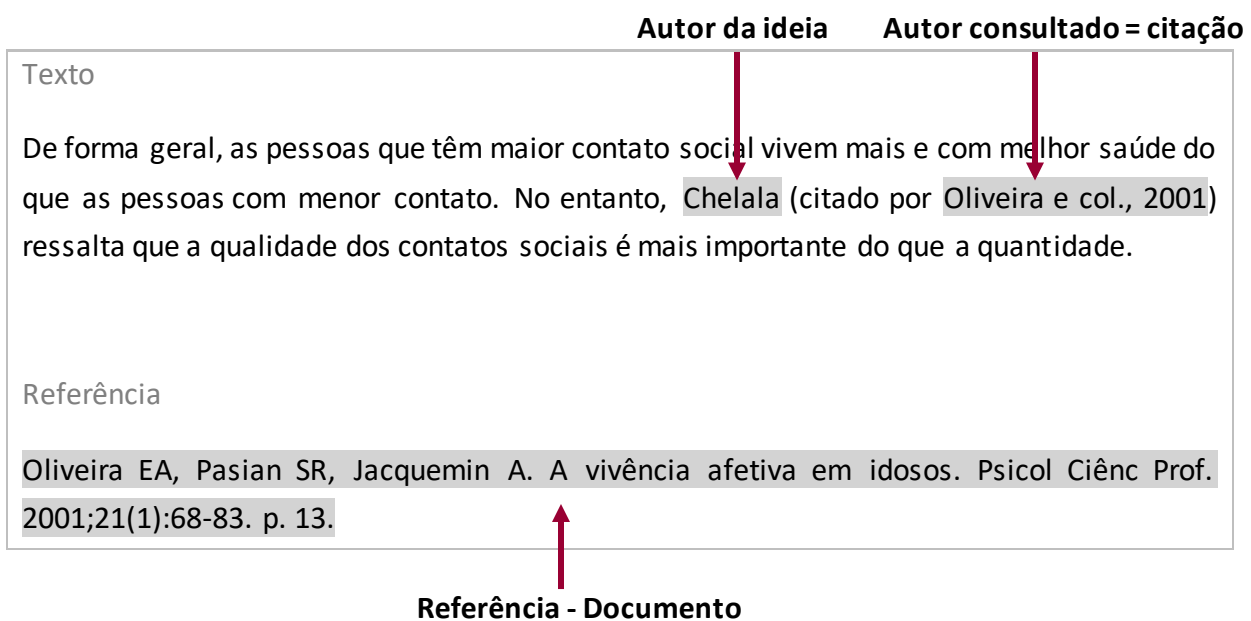 Autor da ideia Autor consultado = citação
Texto
De forma geral, as pessoas que têm maior contato social vivem mais e com melhor saúde do
que as pessoas com menor contato. No entanto, Chelala (citado por Oliveira e col., 2001)
ressalta que a qualidade dos contatos sociais é mais importante do que a quantidade.
Referência
Oliveira EA, Pasian SR, Jacquemin A. A vivência afetiva em idosos. Psicol Ciênc Prof.
2001;21(1):68-83. p. 13.
Referência - Documento